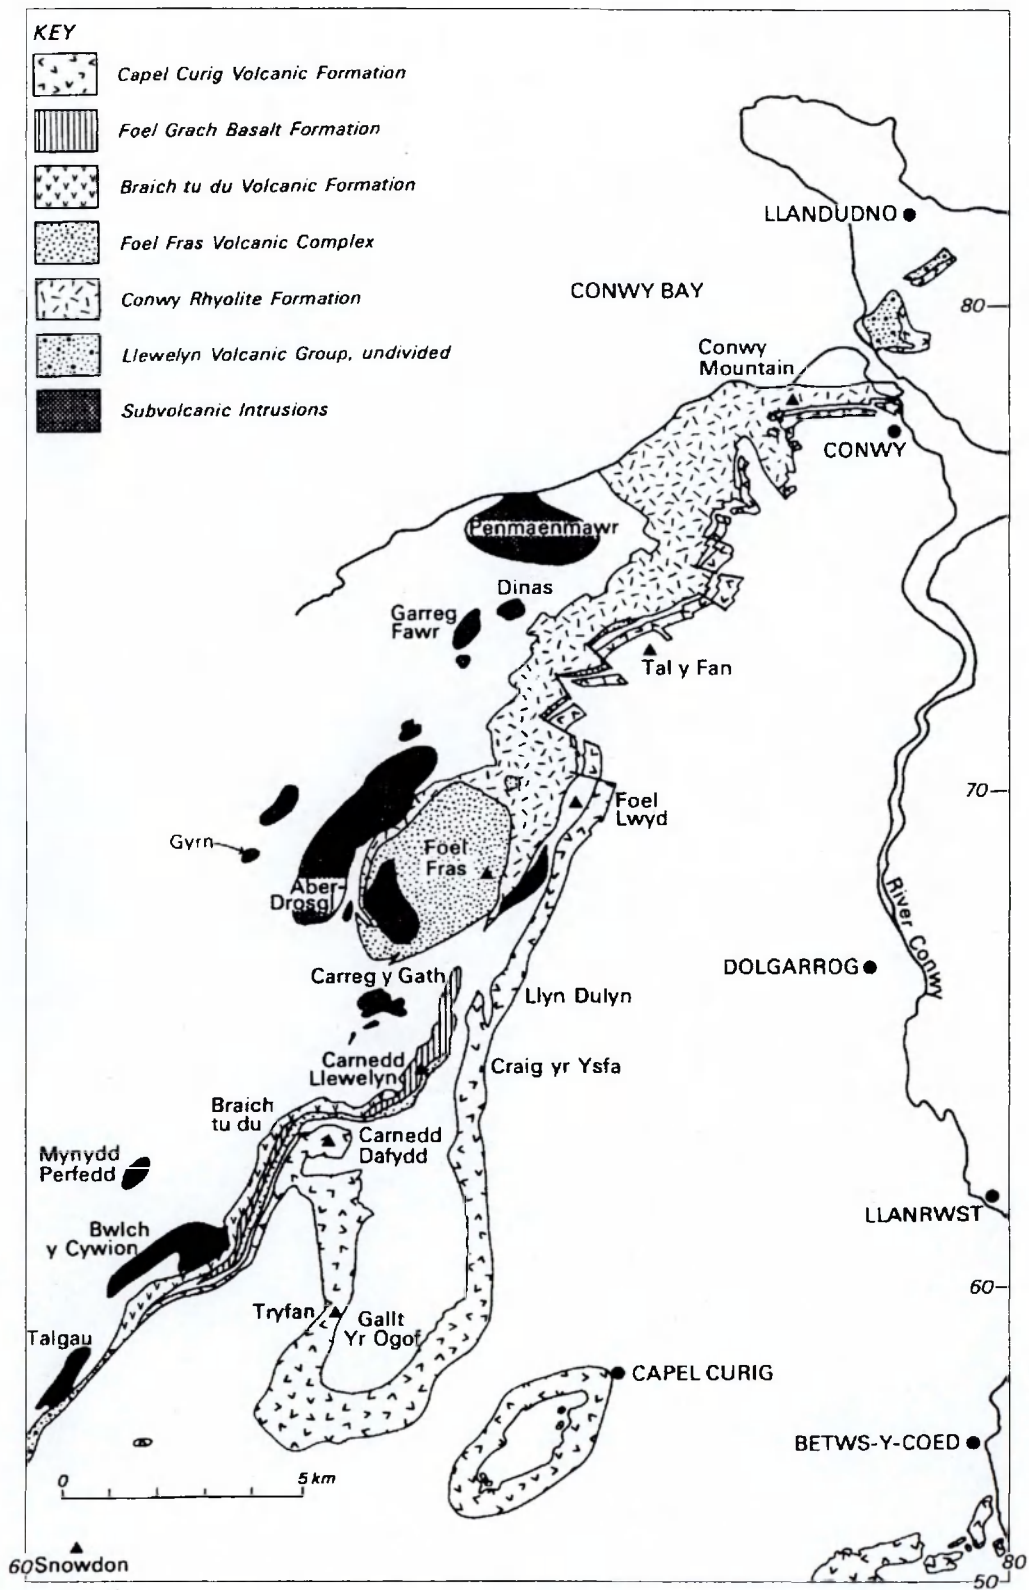 KEY
Capel Curig Volcanic Formation
Foel Grach Basalt Formation
Braich tu du Volcanic Formation
Foel Fras Volcanic Complex
Conwy Rhyolite Formation
Llewelyn Volcanic Group, undivided
Subvolcanic Intrusions
LLANDUDNO
CONWY BAY
80
Conwy
Mountain
CONWY
Penmaenmawr
Dinas
Garreg
Fawr
Tal y Fan
70
Foel
Lwyd
Gyrn
Foel
Fras
Aber-
Drosgl
River Conwy
DOLGARROG
Carreg y Gath
Llyn Dulyn
Carnedd
Llewelyn
Craig yr Ysfa
Braich
tu du
Carnedd
Dafydd
Mynydd
Perfedd
LLANRWST
Bwlch
y Cywion
60
Tryfan
Gallt
Yr Ogof
Talgau
CAPEL CURIG
BETWS-Y-COED
0 5 km
60 Snowdon
80
50